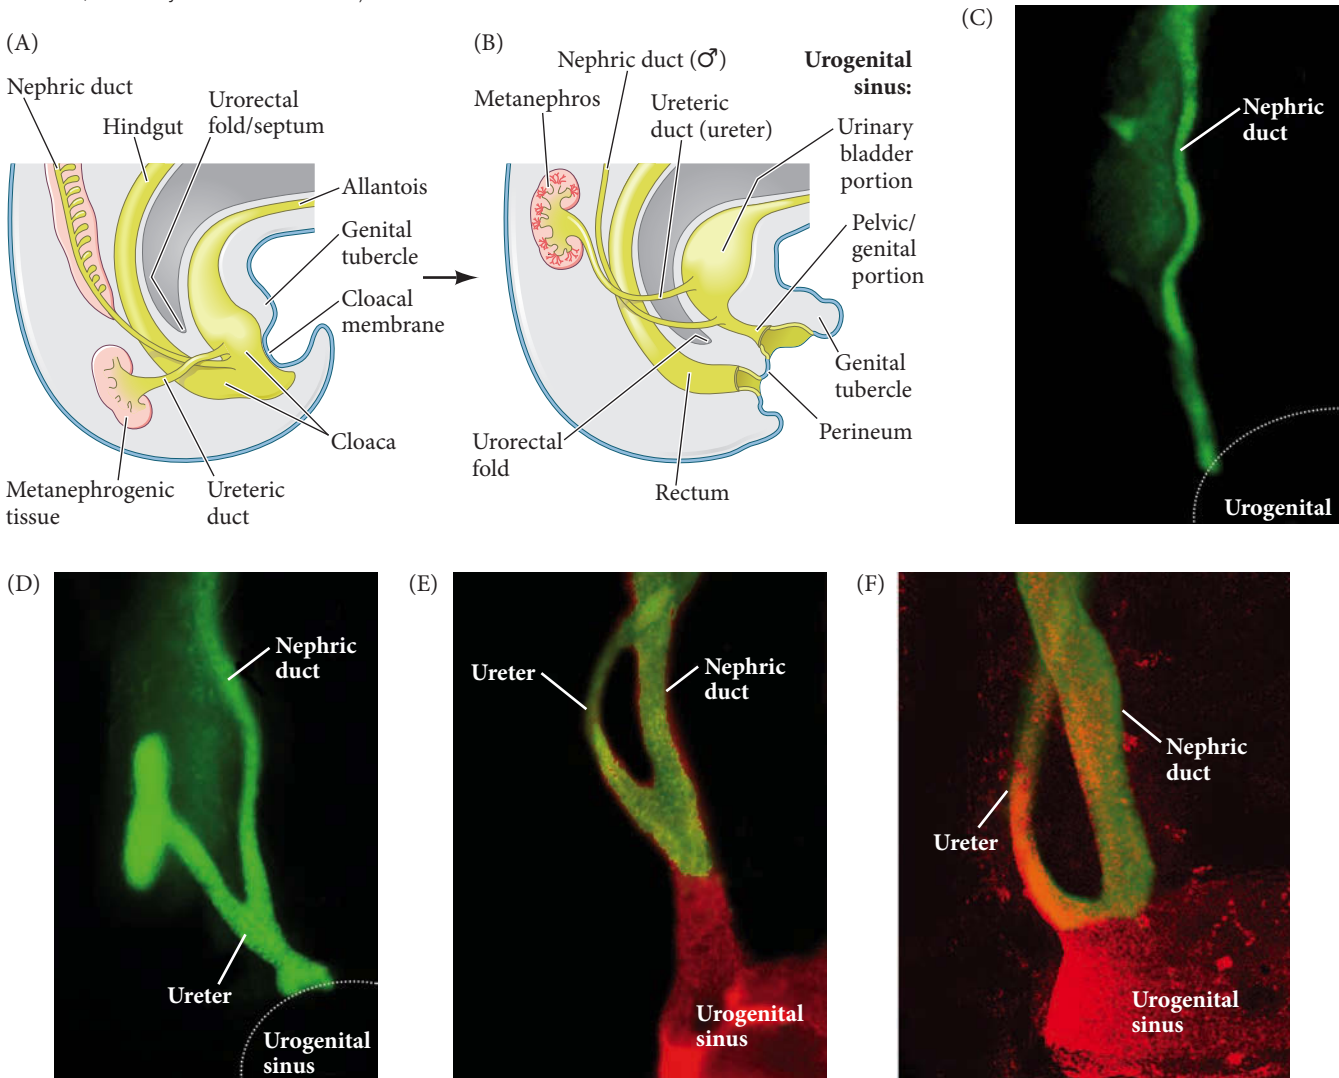 (A)
Nephric duct
Hindgut
Urorectal
fold/septum
Allantois
Genital
tubercle
Cloacal
membrane
Cloaca
Metanephrogenic
tissue
Ureteric
duct
(B)
Nephric duct (♂)
Metanephros
Ureteric
duct (ureter)
Urogenital
sinus:
Urinary
bladder
portion
Pelvic/
genital
portion
Genital
tubercle
Perineum
Urorectal
fold
Rectum
(C)
Nephric
duct
Urogenital
(D)
Nephric
duct
Ureter
Urogenital
sinus
(E)
Ureter
Nephric
duct
Urogenital
sinus
(F)
Nephric
duct
Ureter
Urogenital
sinus